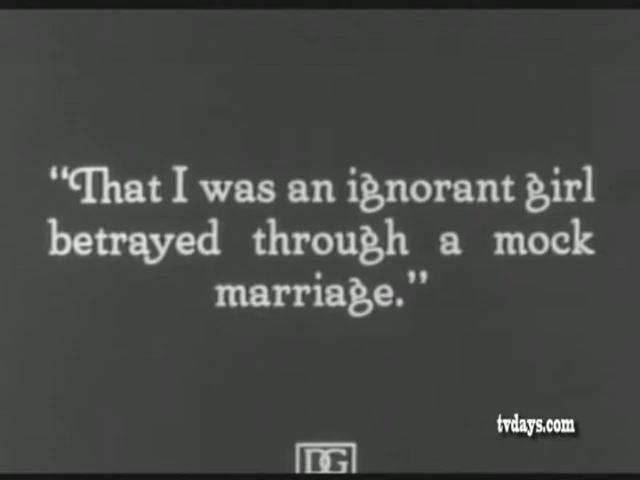 “That I was an ignorant girl
betrayed through a mock
marriage.”
tvdays.com
DG